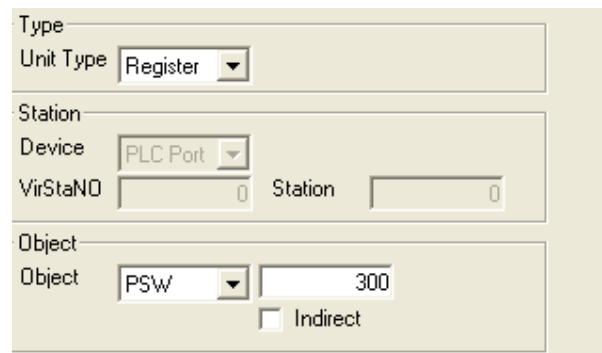 Type
Unit Type Register
Station
Device PLC Port
VirStaNO 0 Station 0
Object
Object PSW 300
Indirect